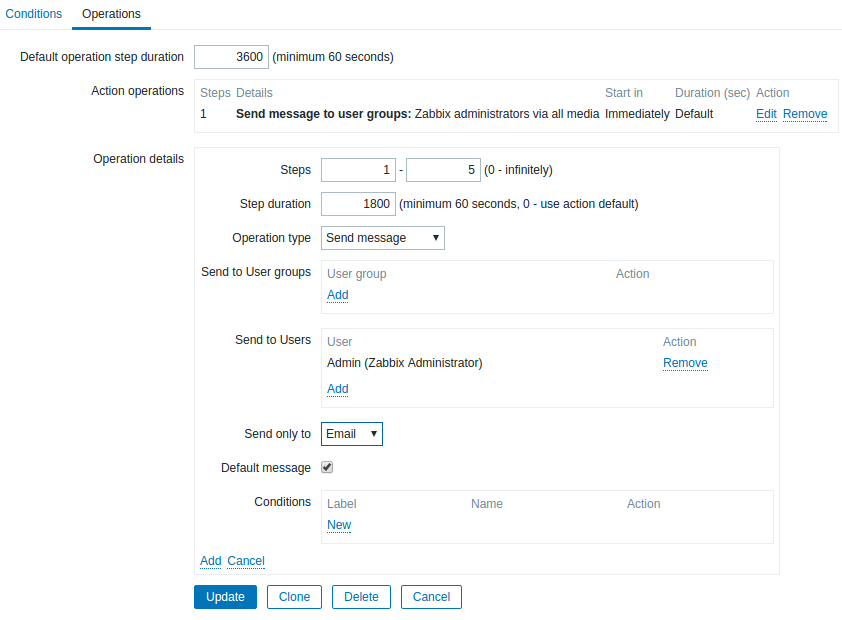 Conditions Operations
Default operation step duration 3600 (minimum 60 seconds)
Action operations Steps Details Start in Duration (sec) Action
1 Send message to user groups: Zabbix administrators via all media Immediately Default Edit Remove
Operation details
Steps 1 - 5 (0 - infinitely)
Step duration 1800 (minimum 60 seconds, 0 - use action default)
Operation type Send message
Send to User groups User group Action
Add
Send to Users User Action
Admin (Zabbix Administrator) Remove
Add
Send only to Email
Default message
Conditions Label Name Action
New
Add Cancel
Update Clone Delete Cancel